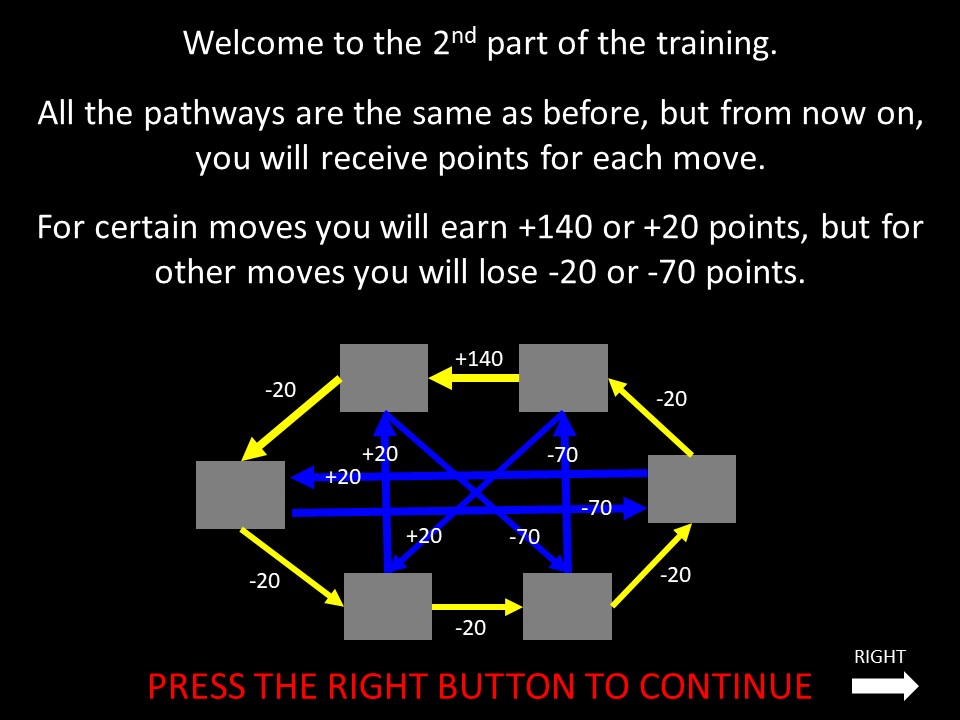 Welcome to the 2nd part of the training.
All the pathways are the same as before, but from now on,
you will receive points for each move.
For certain moves you will earn +140 or +20 points, but for
other moves you will lose -20 or -70 points.
+140
-20
-20
+20
-70
+20
-70
+20
-70
-20
-20
-20
RIGHT
PRESS THE RIGHT BUTTON TO CONTINUE